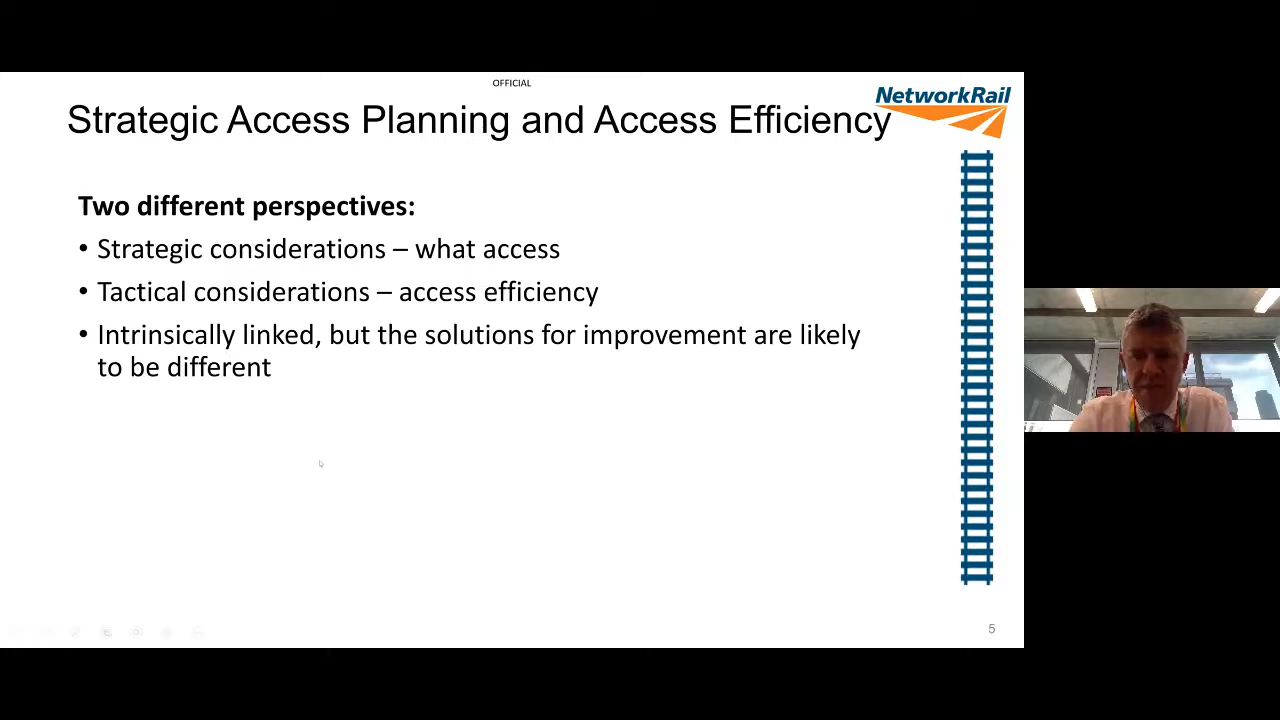 OFFICIAL
NetworkRail
Strategic Access Planning and Access Efficiency
Two different perspectives:
• Strategic considerations – what access
• Tactical considerations – access efficiency
• Intrinsically linked, but the solutions for improvement are likely
to be different
5